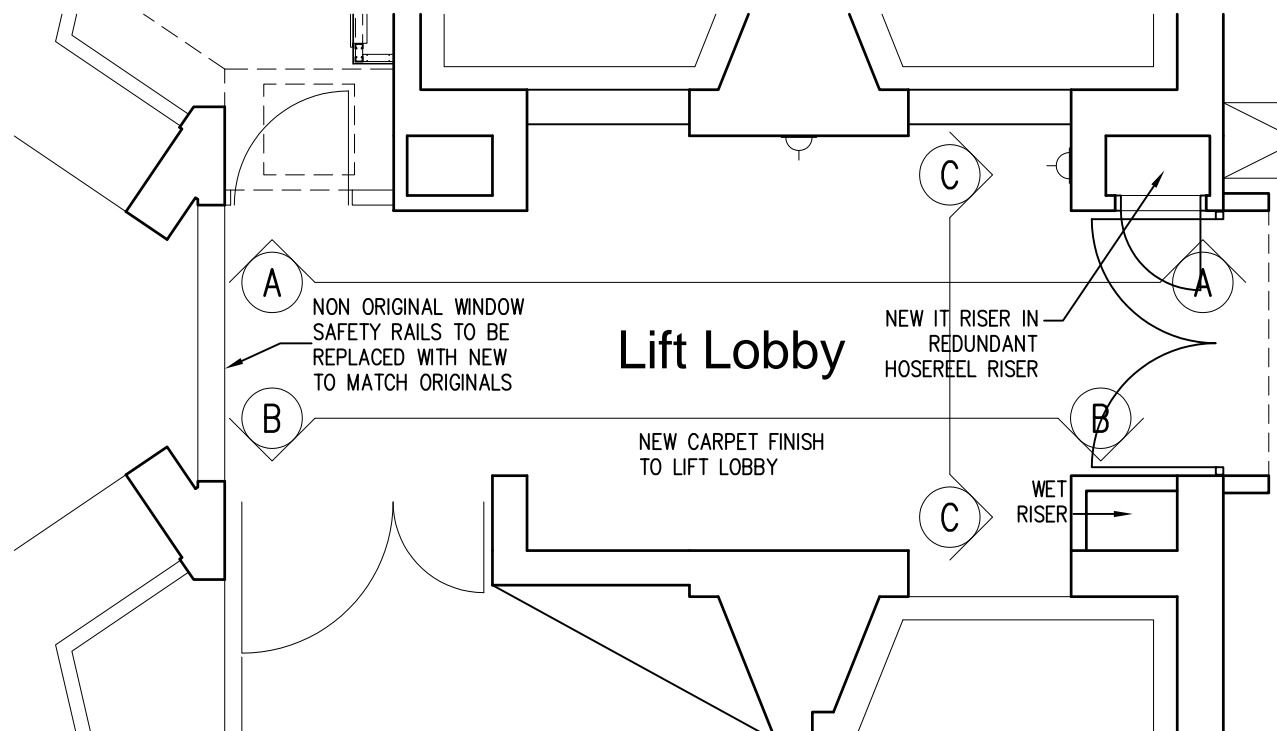 C
A
A
NON ORIGINAL WINDOW
SAFETY RAILS TO BE
REPLACED WITH NEW
TO MATCH ORIGINALS
Lift Lobby
NEW IT RISER IN
REDUNDANT
HOSEREEL RISER
B
B
NEW CARPET FINISH
TO LIFT LOBBY
WET
RISER
C